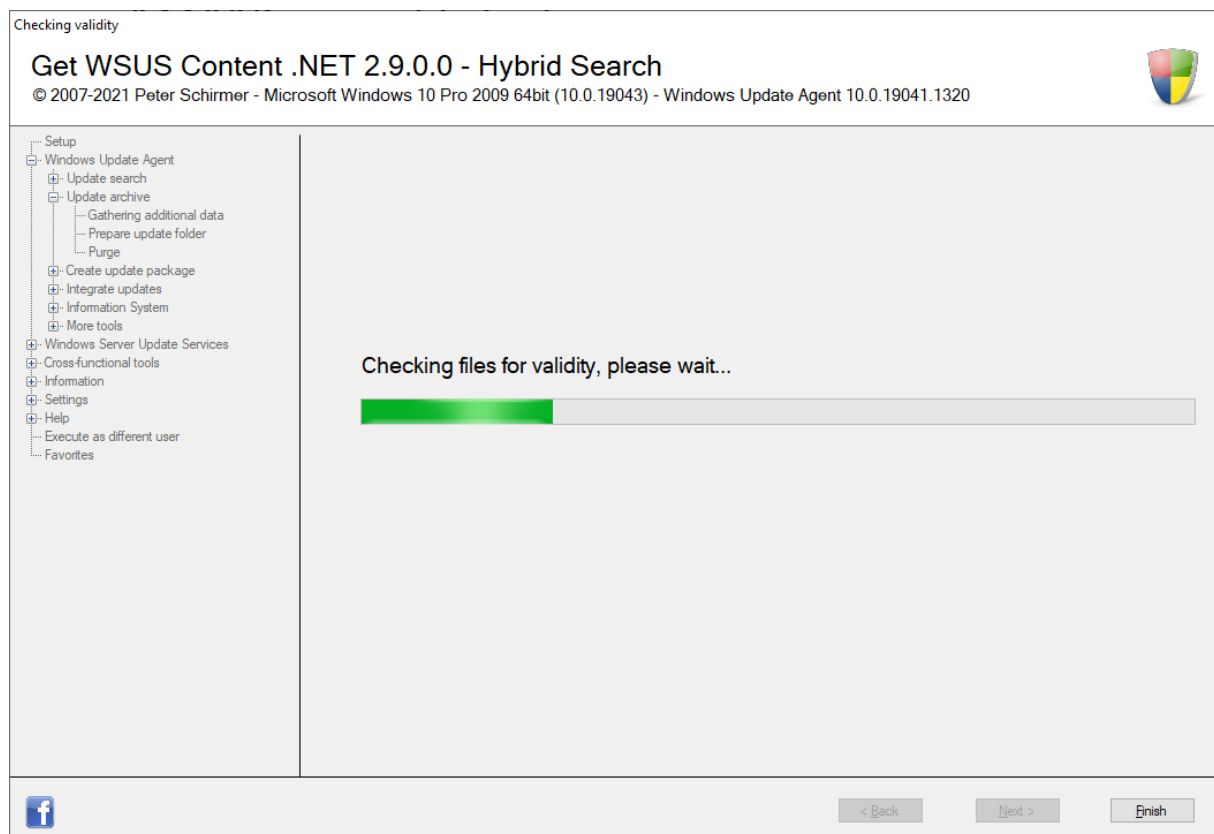 Checking validity
Get WSUS Content .NET 2.9.0.0 - Hybrid Search
© 2007-2021 Peter Schirmer - Microsoft Windows 10 Pro 2009 64bit (10.0.19043) - Windows Update Agent 10.0.19041.1320
Setup
Windows Update Agent
Update search
Update archive
Gathering additional data
Prepare update folder
Purge
Create update package
Integrate updates
Information System
More tools
Windows Server Update Services
Cross-functional tools
Information
Settings
Help
Execute as different user
Favorites
Checking files for validity, please wait...
f
< Back
Next >
Finish